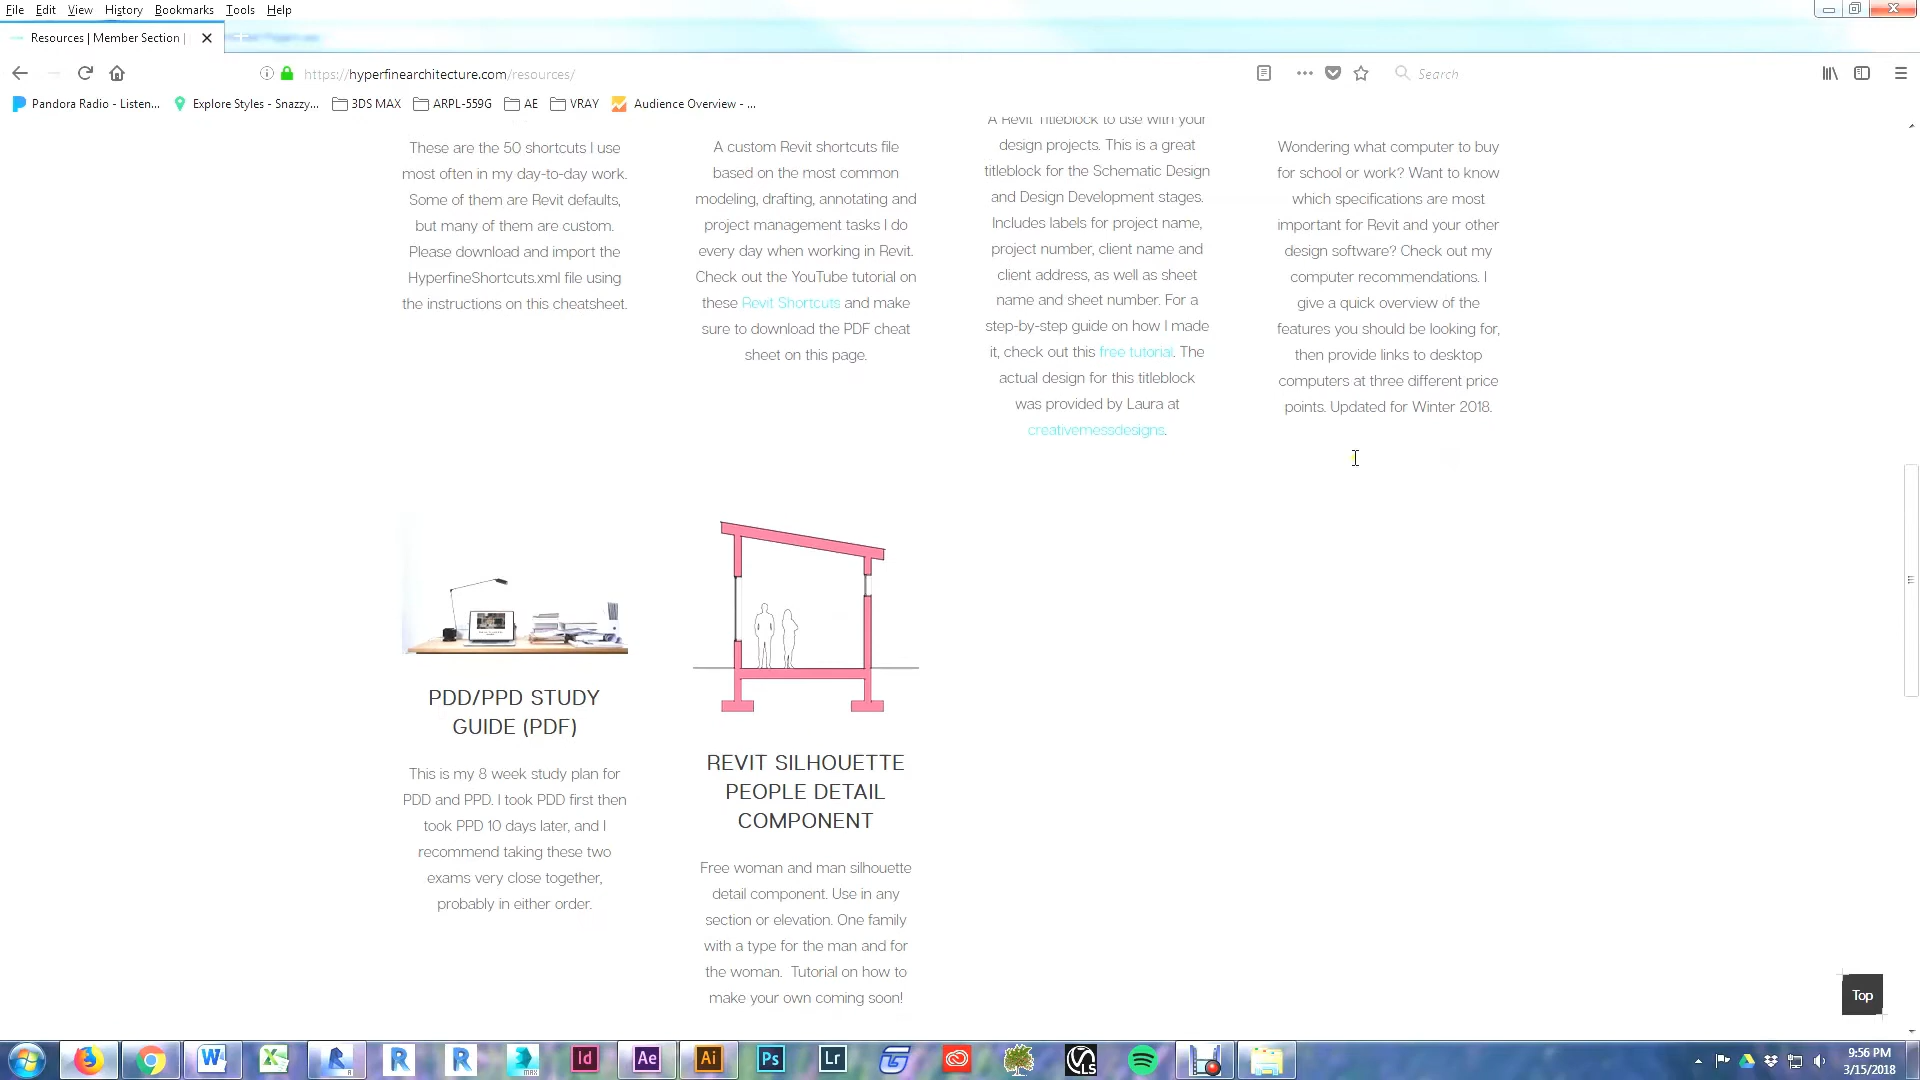 File Edit View History Bookmarks Tools Help
Resources | Member Section |
https://hyperfinearchitecture.com/resources/
Search
Pandora Radio - Listen... Explore Styles - Snazzy... 3DS MAX ARPL-559G AE VRAY Audience Overview - ...
These are the 50 shortcuts I use
most often in my day-to-day work.
Some of them are Revit defaults,
but many of them are custom.
Please download and import the
HyperfineShortcuts.xml file using
the instructions on this cheatsheet.
A custom Revit shortcuts file
based on the most common
modeling, drafting, annotating and
project management tasks I do
every day when working in Revit.
Check out the YouTube tutorial on
these Revit Shortcuts and make
sure to download the PDF cheat
sheet on this page.
A Revit Titleblock to use with your
design projects. This is a great
titleblock for the Schematic Design
and Design Development stages.
Includes labels for project name,
project number, client name and
client address, as well as sheet
name and sheet number. For a
step-by-step guide on how I made
it, check out this free tutorial. The
actual design for this titleblock
was provided by Laura at
creativemessdesigns.
Wondering what computer to buy
for school or work? Want to know
which specifications are most
important for Revit and your other
design software? Check out my
computer recommendations. I
give a quick overview of the
features you should be looking for,
then provide links to desktop
computers at three different price
points. Updated for Winter 2018.
PDD/PPD STUDY
GUIDE (PDF)
This is my 8 week study plan for
PDD and PPD. I took PDD first then
took PPD 10 days later, and I
recommend taking these two
exams very close together,
probably in either order.
REVIT SILHOUETTE
PEOPLE DETAIL
COMPONENT
Free woman and man silhouette
detail component. Use in any
section or elevation. One family
with a type for the man and for
the woman. Tutorial on how to
make your own coming soon!
Top
Id Ae Ai Ps Lr
9:56 PM
3/15/2018